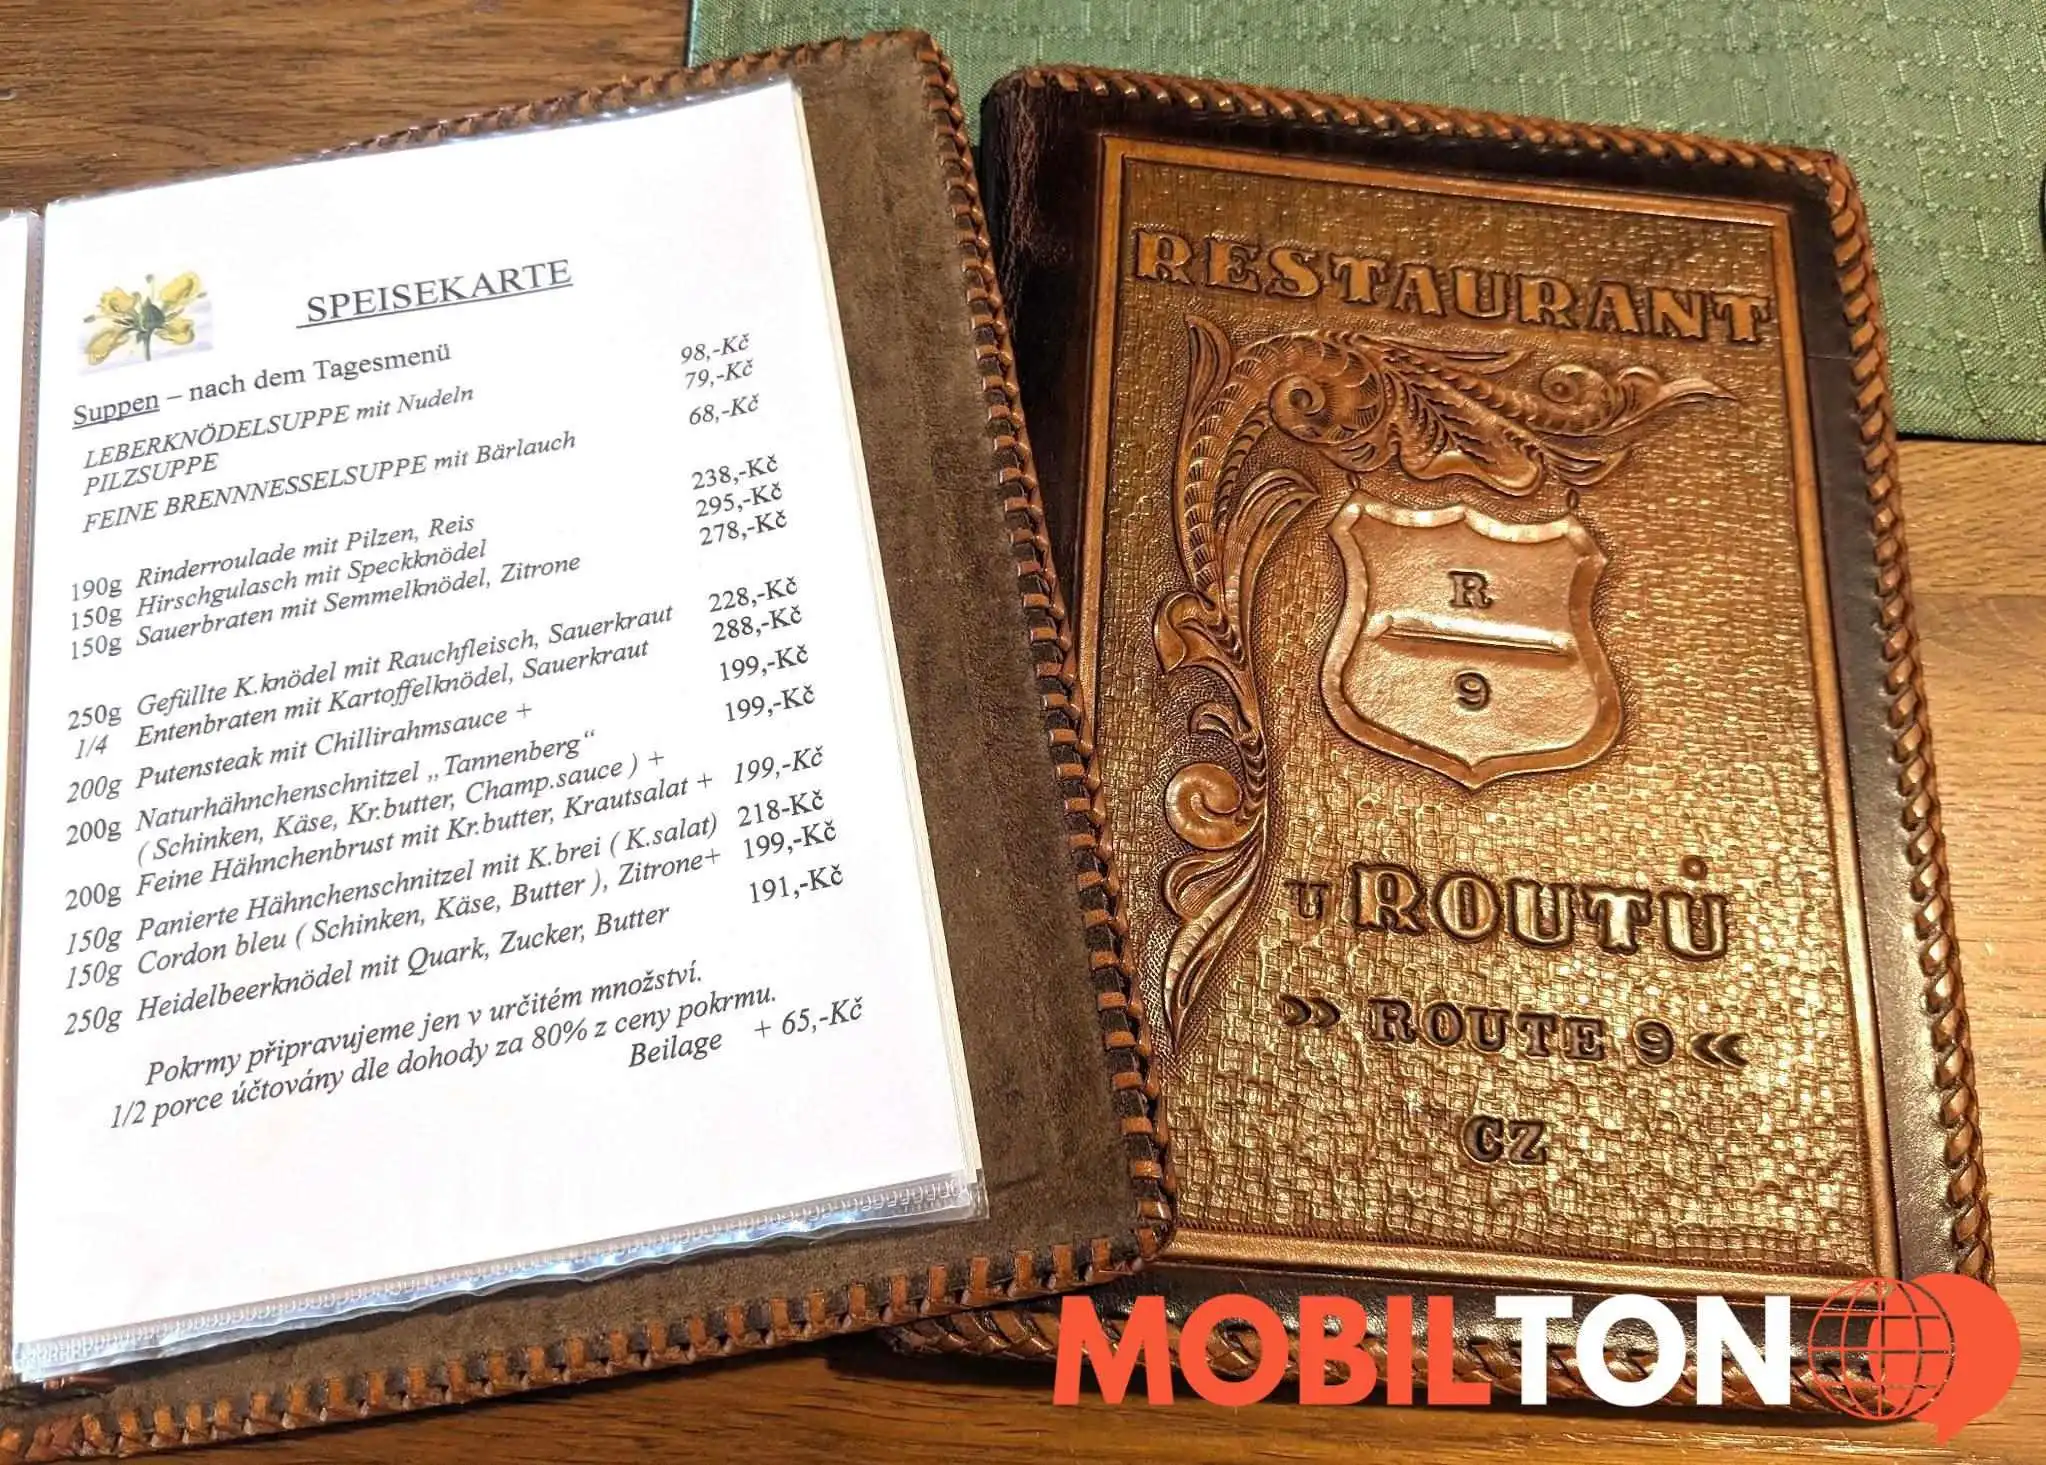 SPEISEKARTE
Suppen – nach dem Tagesmenü
LEBERKNÖDELSUPPE mit Nudeln 98,-Kč
PILZSUPPE 79,-Kč
FEINE BRENNNESSELSUPPE mit Bärlauch 68,-Kč
190g Rinderroulade mit Pilzen, Reis 238,-Kč
150g Hirschgulasch mit Speckknödel 295,-Kč
150g Sauerbraten mit Semmelknödel, Zitrone 278,-Kč
250g Gefüllte K.knödel mit Rauchfleisch, Sauerkraut 228,-Kč
1/4 Entenbraten mit Kartoffelknödel, Sauerkraut 288,-Kč
200g Putensteak mit Chillirahmsauce + 199,-Kč
200g Naturhähnchenschnitzel „Tannenberg“ 199,-Kč
( Schinken, Käse, Kr.butter, Champ.sauce ) +
200g Feine Hähnchenbrust mit Kr.butter, Krautsalat + 199,-Kč
150g Panierte Hähnchenschnitzel mit K.brei ( K.salat) 218-Kč
150g Cordon bleu ( Schinken, Käse, Butter ), Zitrone+ 199,-Kč
250g Heidelbeerknödel mit Quark, Zucker, Butter 191,-Kč
Pokrmy připravujeme jen v určitém množství.
1/2 porce účtovány dle dohody za 80% z ceny pokrmu.
Beilage + 65,-Kč
RESTAURANT
R
9
U ROUTŮ
» ROUTE 9 «
CZ
MOBILTON